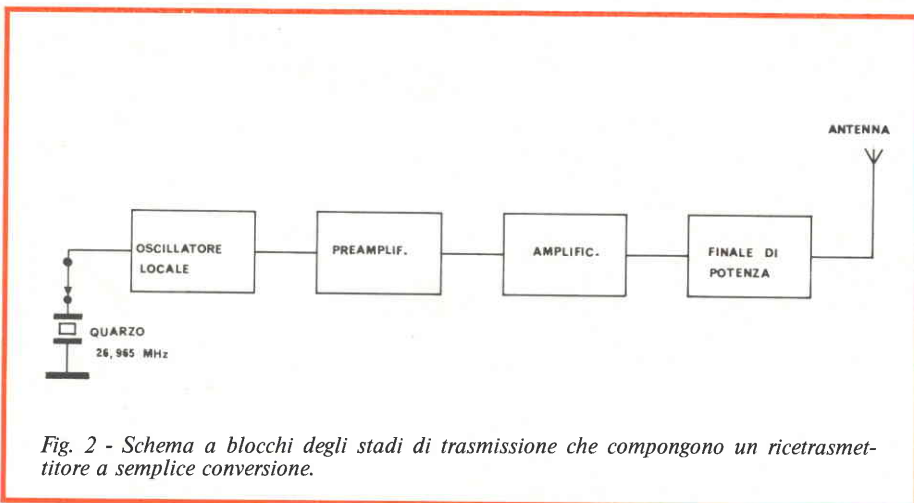 ANTENNA
OSCILLATORE
LOCALE
PREAMPLIF.
AMPLIFIC.
FINALE DI
POTENZA
QUARZO
26,965 MHz
Fig. 2 - Schema a blocchi degli stadi di trasmissione che compongono un ricetrasmet-
titore a semplice conversione.